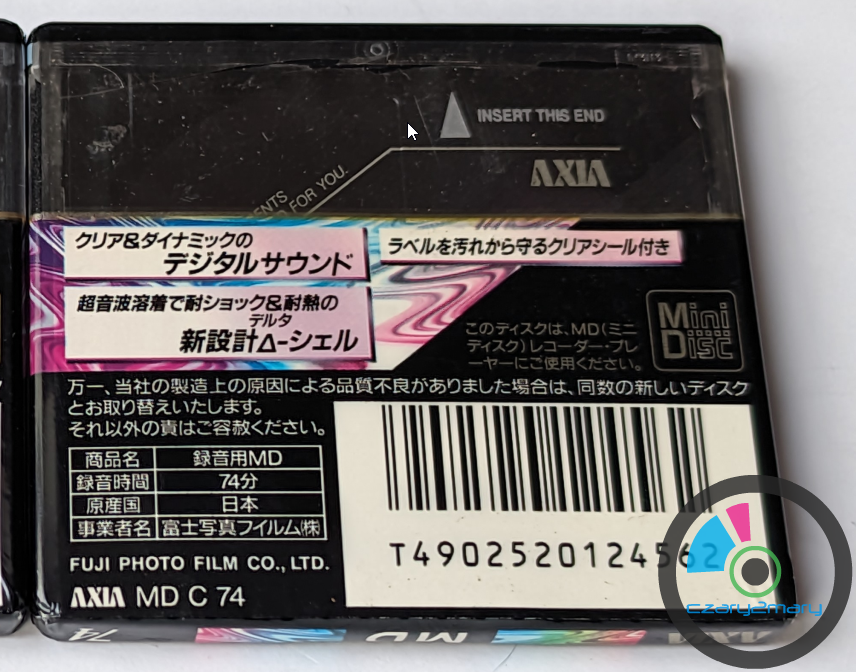 INSERT THIS END
AXIA
ENTS
FOR YOU.
クリア&ダイナミックの
デジタルサウンド
ラベルを汚れから守るクリアシール付き
超音波溶着で耐ショック&耐熱の
デルタ
新設計Δ-シェル
このディスクは、MD(ミニ
ディスク)レコーダー・プレ
ーヤーにご使用ください。
Mini
Disc
万一、当社の製造上の原因による品質不良がありました場合は、同数の新しいディスク
とお取り替えいたします。
それ以外の責はご容赦ください。
商品名 録音用MD
録音時間 74分
原産国 日本
事業者名 富士写真フイルム㈱
FUJI PHOTO FILM CO., LTD.
AXIA MD C 74
T4902520124562
czary2mary
74 MD AXIA